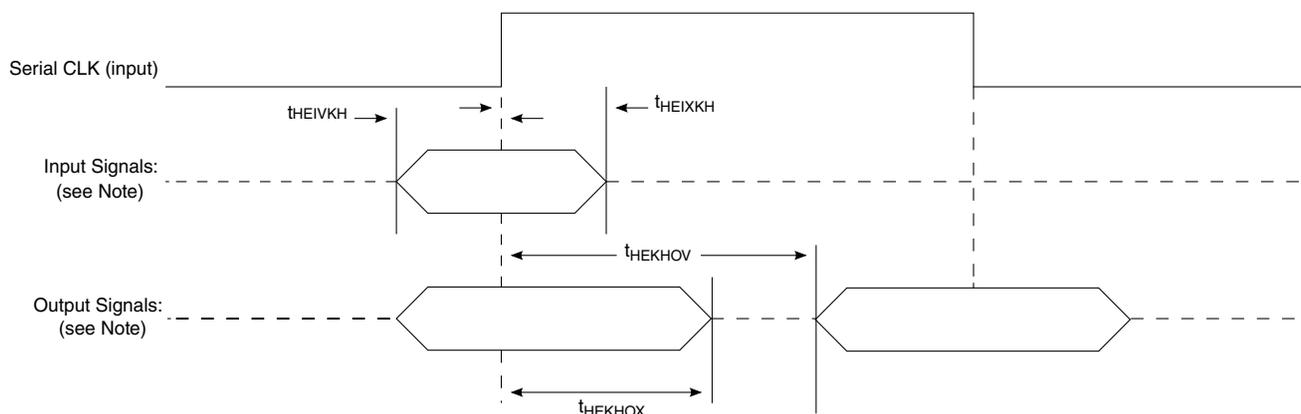 Serial CLK (input)
tHEIVKH
tHEIXKH
Input Signals:
(see Note)
tHEKHOV
Output Signals:
(see Note)
tHEKHOX